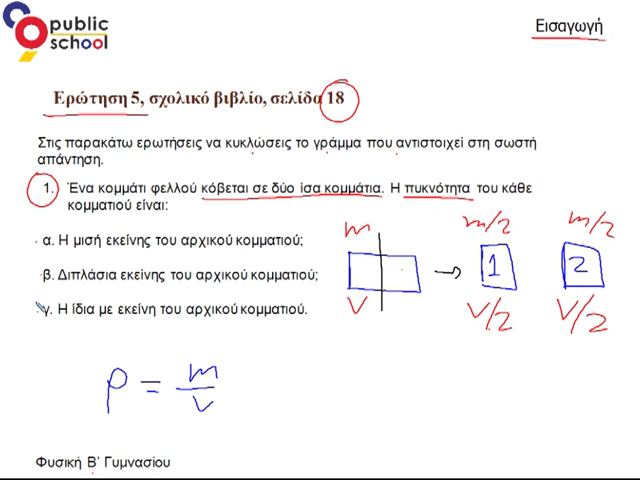 public
school
Εισαγωγή
Ερώτηση 5, σχολικό βιβλίο, σελίδα 18
Στις παρακάτω ερωτήσεις να κυκλώσεις το γράμμα που αντιστοιχεί στη σωστή
απάντηση.
1. Ένα κομμάτι φελλού κόβεται σε δύο ίσα κομμάτια. Η πυκνότητα του κάθε
κομματιού είναι:
α. Η μισή εκείνης του αρχικού κομματιού;
β. Διπλάσια εκείνης του αρχικού κομματιού;
γ. Η ίδια με εκείνη του αρχικού κομματιού.
m m/2 m/2
1 2
V V/2 V/2
ρ = m/V
Φυσική Β΄ Γυμνασίου